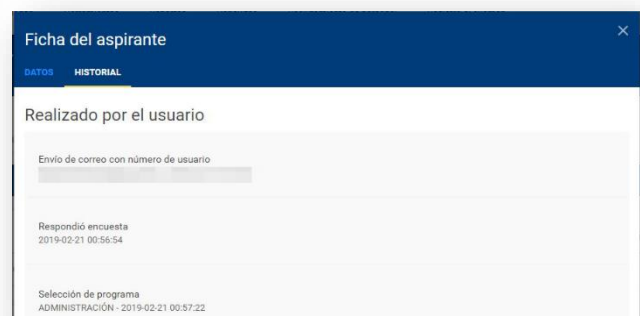 Ficha del aspirante
DATOS HISTORIAL
Realizado por el usuario
Envío de correo con número de usuario
Respondió encuesta
2019-02-21 00:56:54
Selección de programa
ADMINISTRACIÓN - 2019-02-21 00:57:22